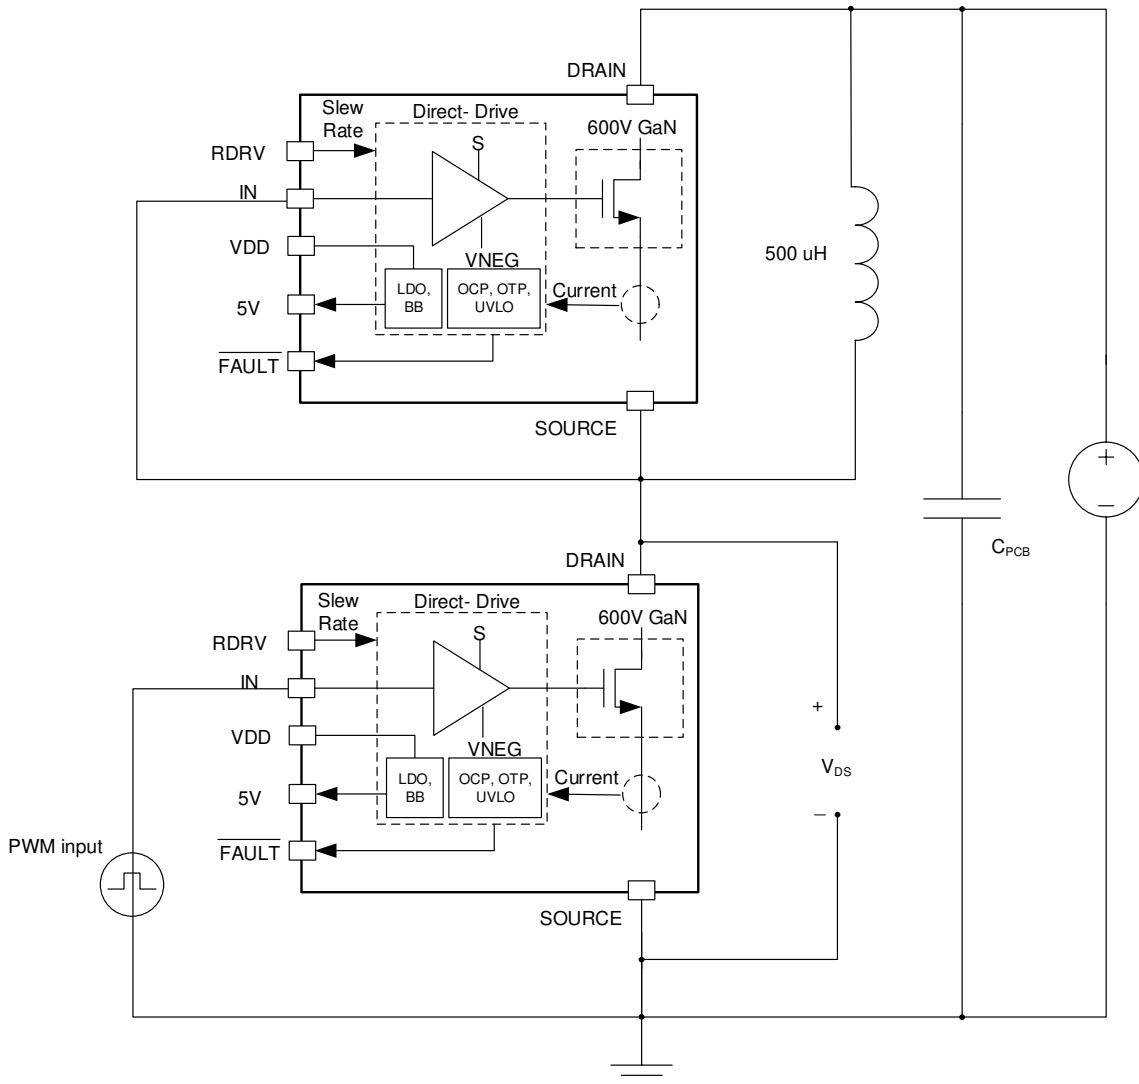 DRAIN
Slew
Rate
Direct- Drive
600V GaN
RDRV
S
IN
VDD
VNEG
LDO,
BB
OCP, OTP,
UVLO
Current
5V
FAULT
SOURCE
500 uH
+
−
CPCB
DRAIN
Slew
Rate
Direct- Drive
600V GaN
RDRV
S
IN
VDD
VNEG
LDO,
BB
OCP, OTP,
UVLO
Current
5V
FAULT
SOURCE
+
VDS
−
PWM input